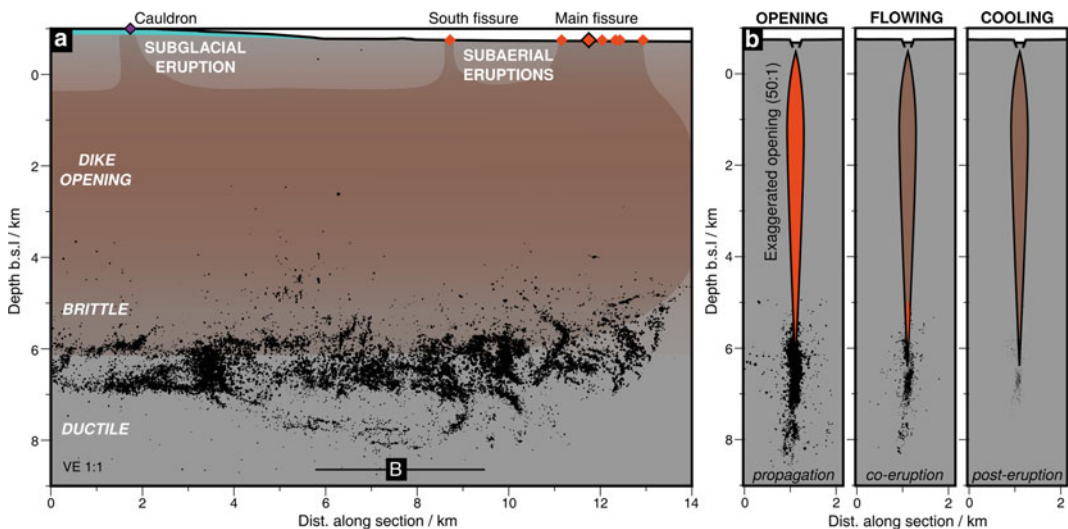 Cauldron
South fissure
Main fissure
a
SUBGLACIAL
ERUPTION
SUBAERIAL
ERUPTIONS
DIKE
OPENING
BRITTLE
DUCTILE
VE 1:1
B
0
2
4
6
8
Depth b.s.l / km
0 2 4 6 8 10 12 14
Dist. along section / km
OPENING
FLOWING
COOLING
b
Exaggerated opening (50:1)
0
2
4
6
8
Depth b.s.l / km
propagation
co-eruption
post-eruption
0 2
0 2
0 2
Dist. across section / km